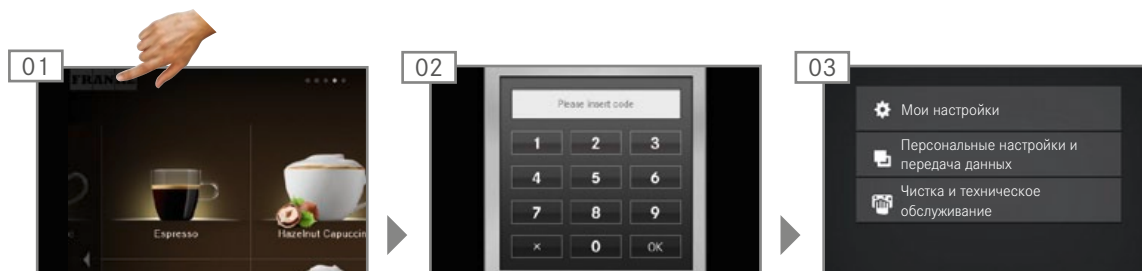 01
FRANKE
Espresso
Hazelnut Capuccin
02
Please insert code
1 2 3
4 5 6
7 8 9
× 0 OK
03
Мои настройки
Персональные настройки и
передача данных
Чистка и техническое
обслуживание